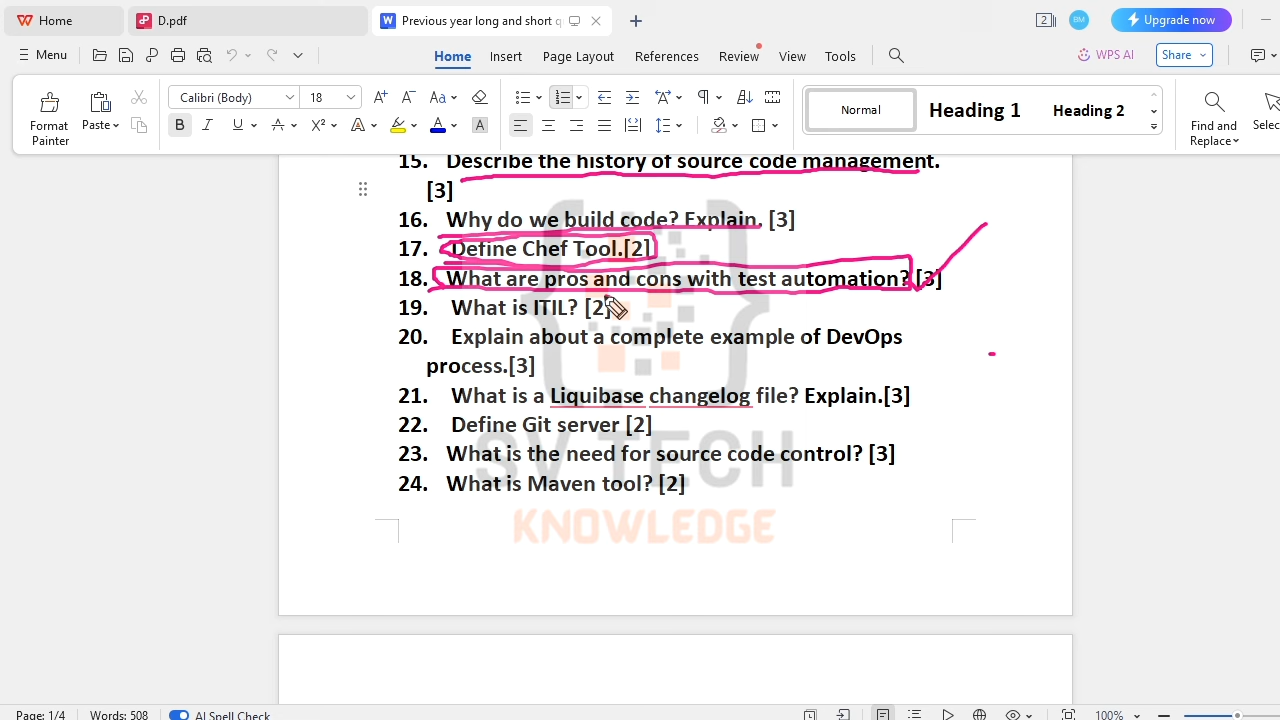 Home
D.pdf
Previous year long and short q
2
BM
Upgrade now
Menu
Home
Insert
Page Layout
References
Review
View
Tools
WPS AI
Share
Format Painter
Paste
Calibri (Body)
18
Normal
Heading 1
Heading 2
Find and Replace
Selec
15. Describe the history of source code management.
[3]
16. Why do we build code? Explain. [3]
17. Define Chef Tool.[2]
18. What are pros and cons with test automation? [3]
19. What is ITIL? [2]
20. Explain about a complete example of DevOps
process.[3]
21. What is a Liquibase changelog file? Explain.[3]
22. Define Git server [2]
23. What is the need for source code control? [3]
24. What is Maven tool? [2]
SV TECH
KNOWLEDGE
Page: 1/4
Words: 508
AI Spell Check
100%